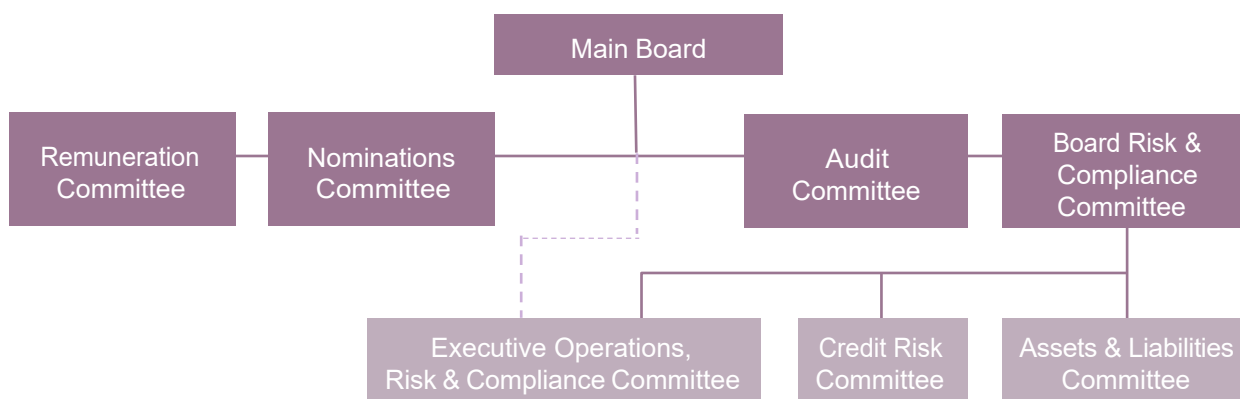 Main Board
Remuneration
Committee
Nominations
Committee
Audit
Committee
Board Risk &
Compliance
Committee
Executive Operations,
Risk & Compliance Committee
Credit Risk
Committee
Assets & Liabilities
Committee